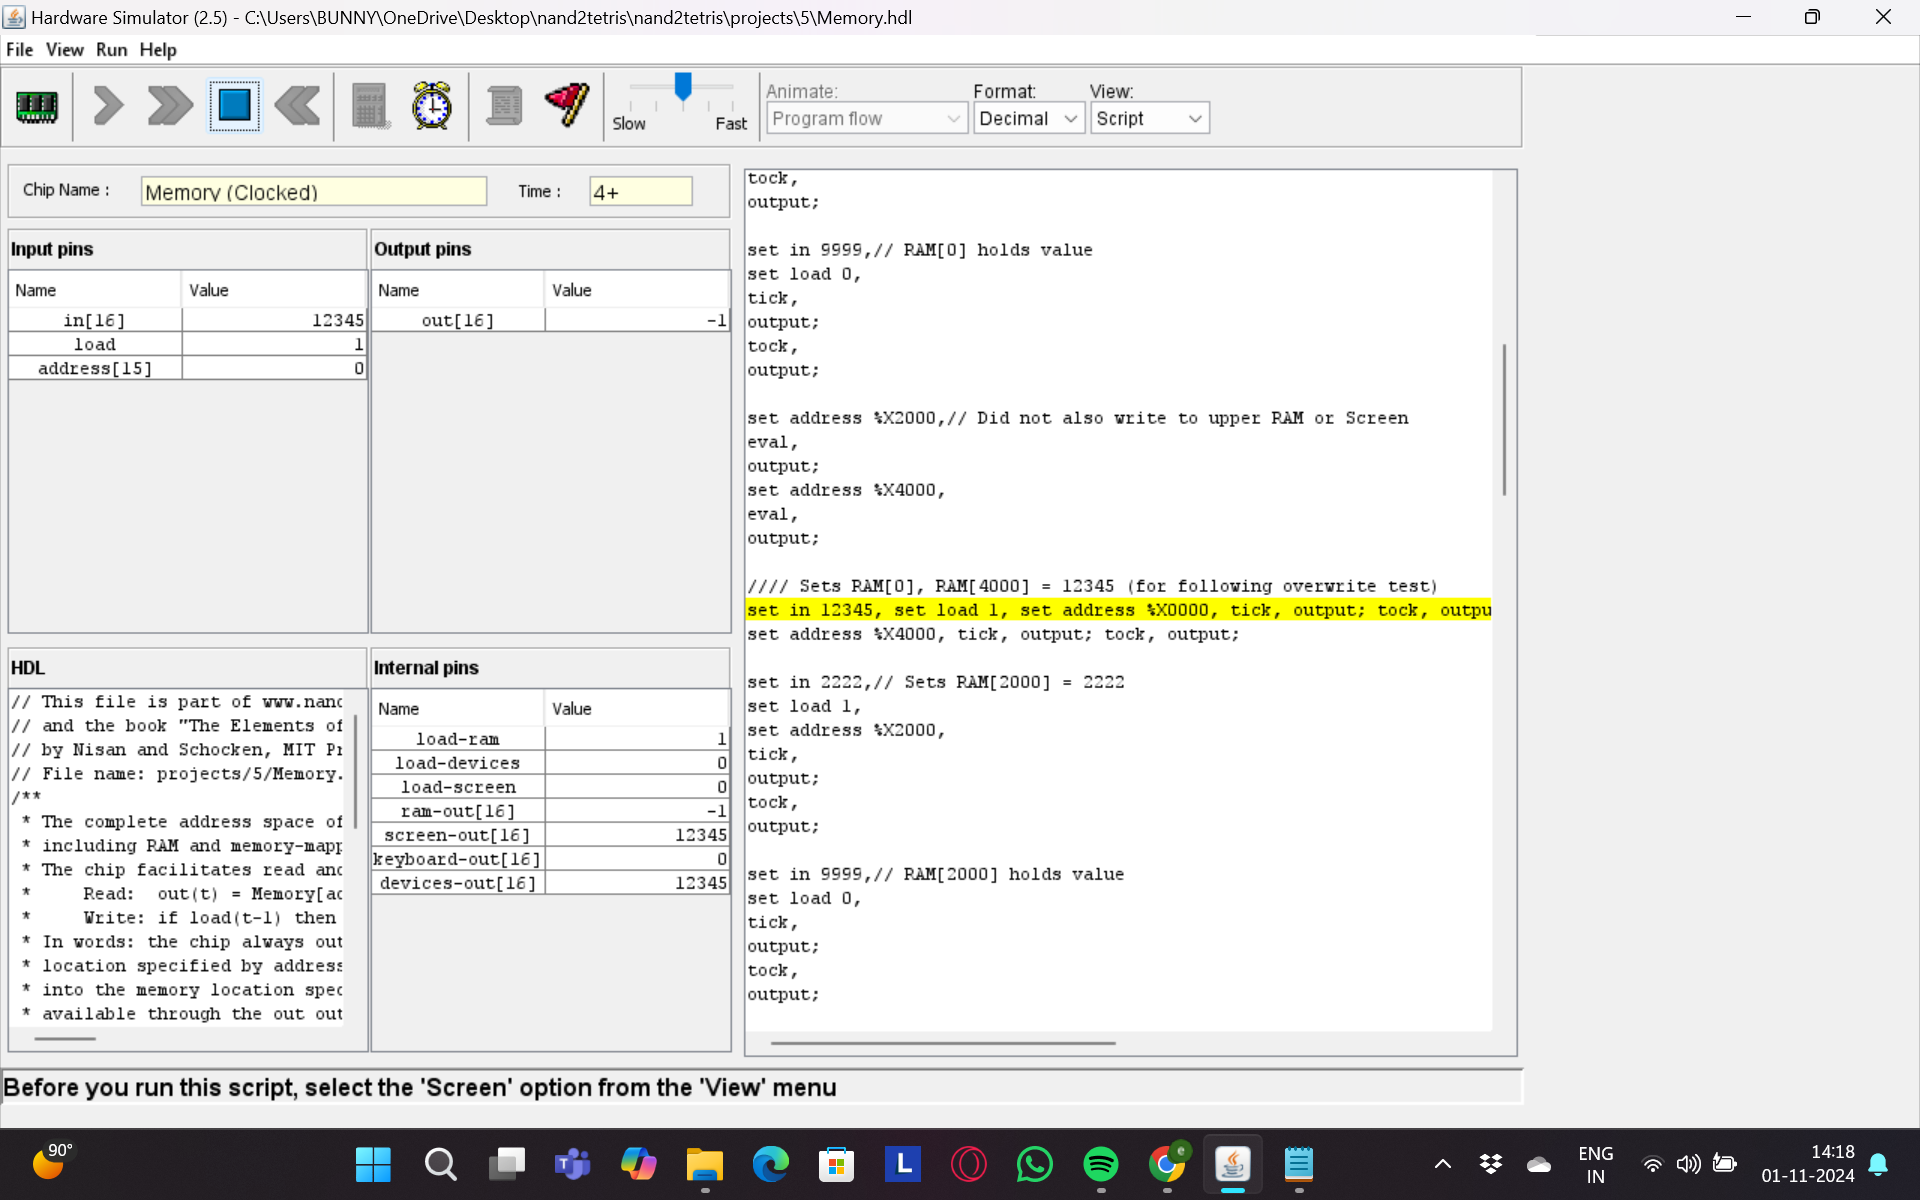 Hardware Simulator (2.5) - C:\Users\BUNNY\OneDrive\Desktop\nand2tetris\nand2tetris\projects\5\Memory.hdl
File View Run Help
Slow Fast
Animate: Format: View:
Program flow Decimal Script
Chip Name : Memory (Clocked) Time : 4+
Input pins
Name Value
in[16] 12345
load 1
address[15] 0
Output pins
Name Value
out[16] -1
HDL
// This file is part of www.nand
// and the book "The Elements of
// by Nisan and Schocken, MIT Pr
// File name: projects/5/Memory.
/**
* The complete address space of
* including RAM and memory-mapp
* The chip facilitates read and
* Read: out(t) = Memory[ad
* Write: if load(t-1) then
* In words: the chip always out
* location specified by address
* into the memory location spec
* available through the out out
Internal pins
Name Value
load-ram 1
load-devices 0
load-screen 0
ram-out[16] -1
screen-out[16] 12345
keyboard-out[16] 0
devices-out[16] 12345
tock,
output;
set in 9999,// RAM[0] holds value
set load 0,
tick,
output;
tock,
output;
set address %X2000,// Did not also write to upper RAM or Screen
eval,
output;
set address %X4000,
eval,
output;
//// Sets RAM[0], RAM[4000] = 12345 (for following overwrite test)
set in 12345, set load 1, set address %X0000, tick, output; tock, outpu
set address %X4000, tick, output; tock, output;
set in 2222,// Sets RAM[2000] = 2222
set load 1,
set address %X2000,
tick,
output;
tock,
output;
set in 9999,// RAM[2000] holds value
set load 0,
tick,
output;
tock,
output;
Before you run this script, select the 'Screen' option from the 'View' menu
90°
L
e
ENG
IN
14:18
01-11-2024